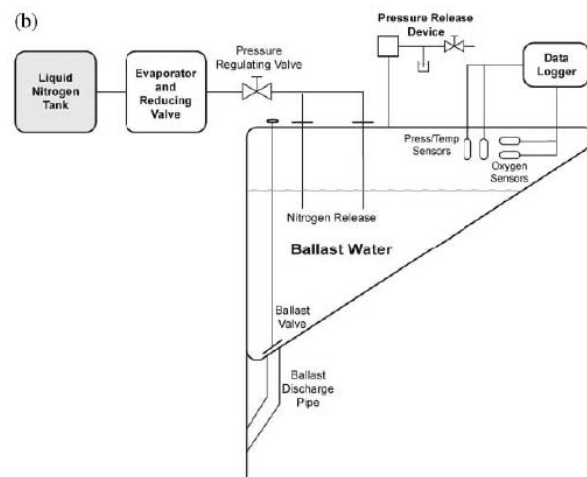 (b)
Liquid
Nitrogen
Tank
Evaporator
and
Reducing
Valve
Pressure
Regulating Valve
Pressure Release
Device
Data
Logger
Press/Temp
Sensors
Oxygen
Sensors
Nitrogen Release
Ballast Water
Ballast
Valve
Ballast
Discharge
Pipe